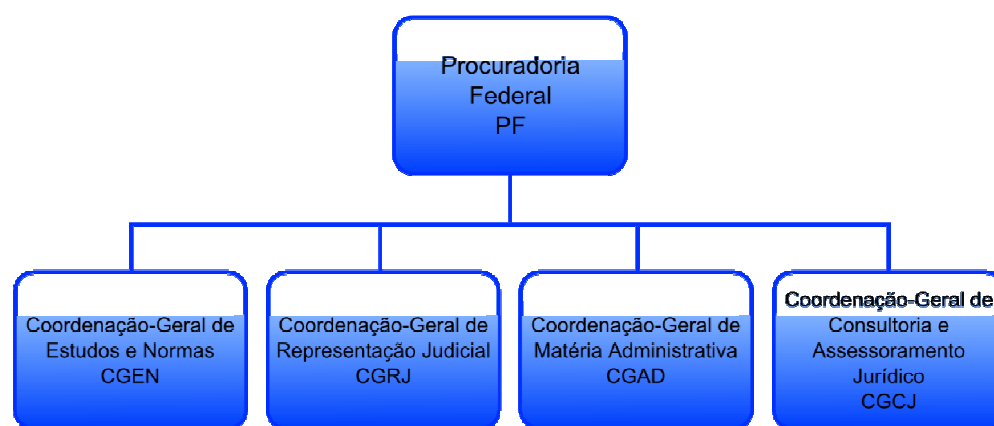 Procuradoria
Federal
PF
Coordenação-Geral de
Estudos e Normas
CGEN
Coordenação-Geral de
Representação Judicial
CGRJ
Coordenação-Geral de
Matéria Administrativa
CGAD
Coordenação-Geral de
Consultoria e
Assessoramento
Jurídico
CGCJ